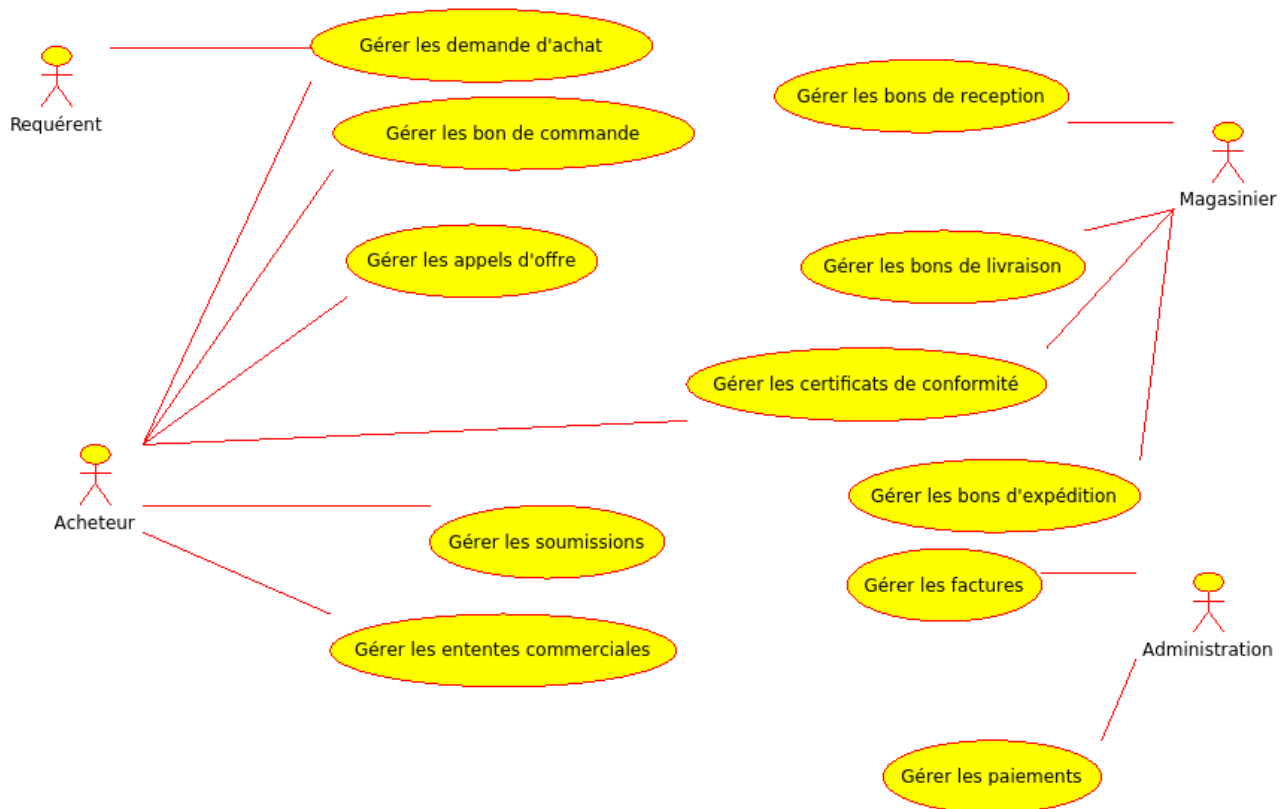 Gérer les demande d'achat
Requérent
Gérer les bons de reception
Gérer les bon de commande
Magasinier
Gérer les appels d'offre
Gérer les bons de livraison
Gérer les certificats de conformité
Acheteur
Gérer les bons d'expédition
Gérer les soumissions
Gérer les factures
Gérer les ententes commerciales
Administration
Gérer les paiements